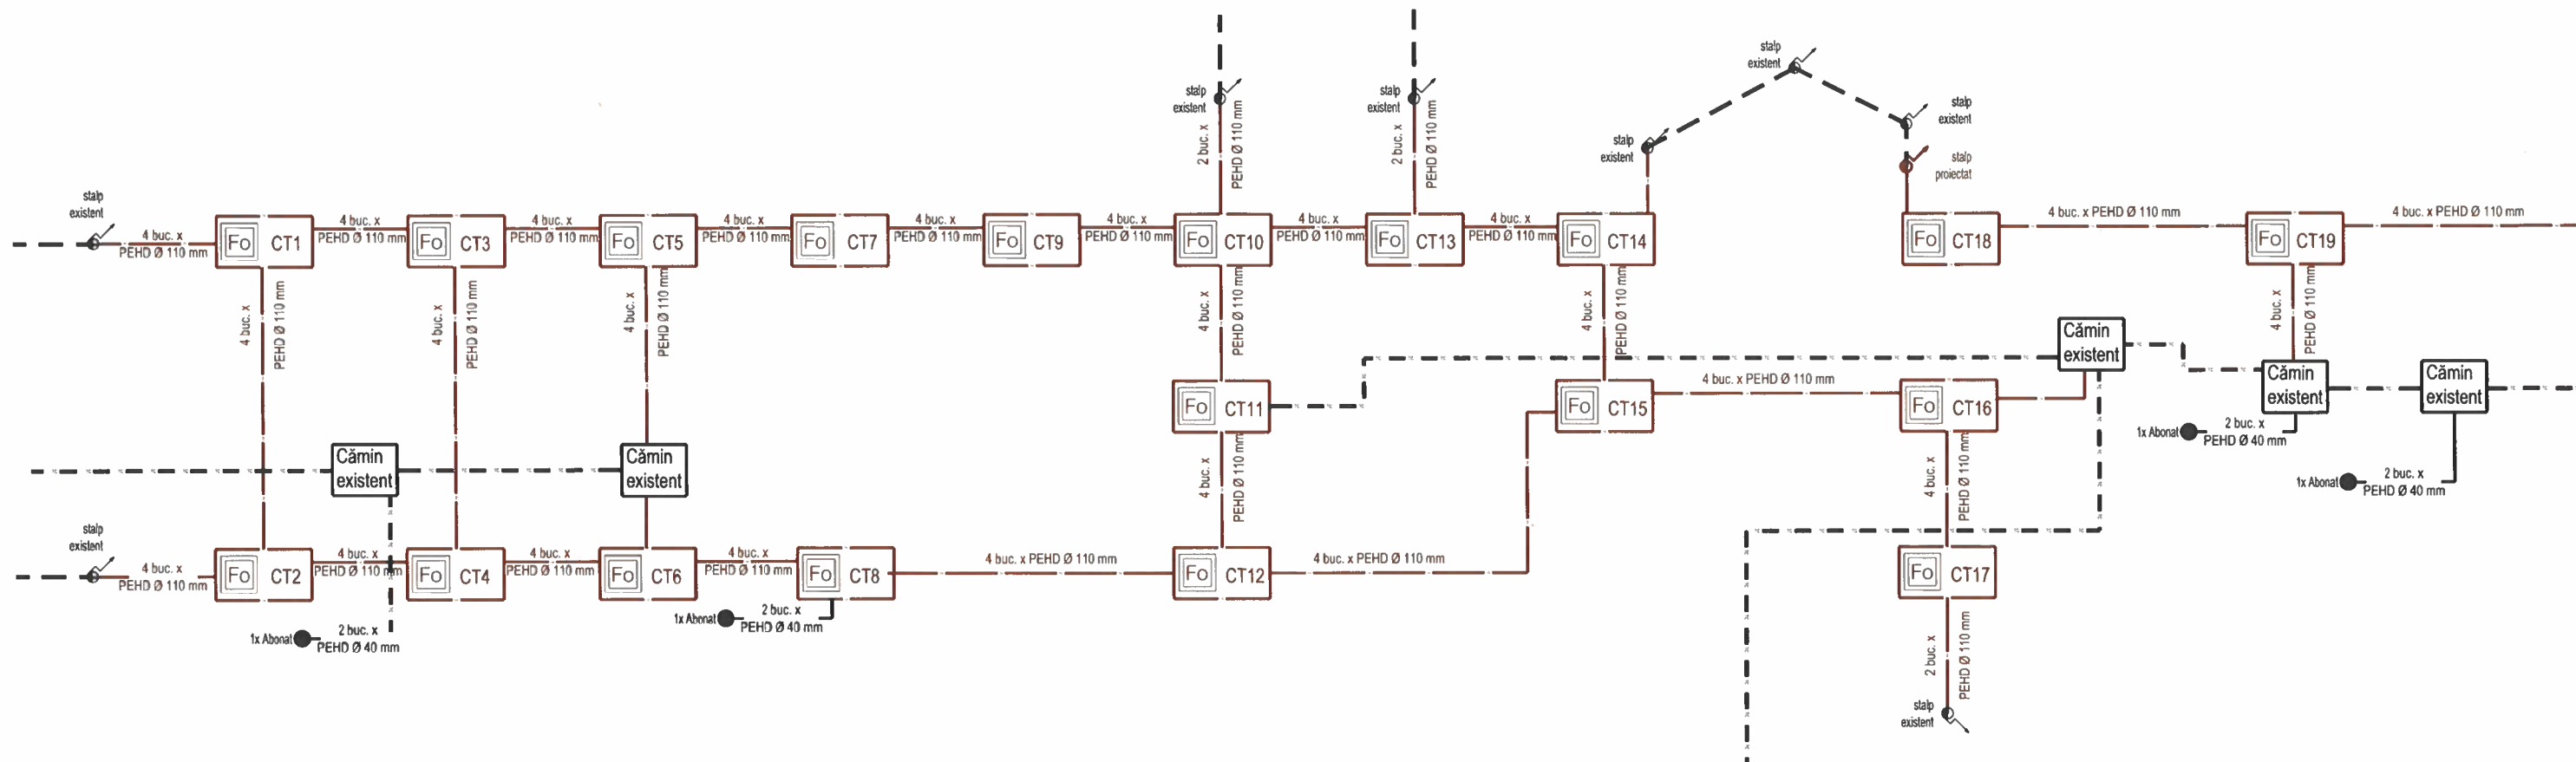 stalp
existent
stalp
existent
stalp
existent
stalp
existent
stalp
existent
stalp
proiectat
2 buc. x
PEHD Ø 110 mm
2 buc. x
PEHD Ø 110 mm
stalp
existent
4 buc. x
PEHD Ø 110 mm
Fo CT1
4 buc. x
PEHD Ø 110 mm
Fo CT3
4 buc. x
PEHD Ø 110 mm
Fo CT5
4 buc. x
PEHD Ø 110 mm
Fo CT7
4 buc. x
PEHD Ø 110 mm
Fo CT9
4 buc. x
PEHD Ø 110 mm
Fo CT10
4 buc. x
PEHD Ø 110 mm
Fo CT13
4 buc. x
PEHD Ø 110 mm
Fo CT14
Fo CT18
4 buc. x PEHD Ø 110 mm
Fo CT19
4 buc. x PEHD Ø 110 mm
4 buc. x
PEHD Ø 110 mm
4 buc. x
PEHD Ø 110 mm
4 buc. x
PEHD Ø 110 mm
4 buc. x
PEHD Ø 110 mm
4 buc. x
PEHD Ø 110 mm
4 buc. x
PEHD Ø 110 mm
Cămin
existent
Cămin
existent
Cămin
existent
Fo CT11
Fo CT15
4 buc. x PEHD Ø 110 mm
Fo CT16
1x Abonat
2 buc. x
PEHD Ø 40 mm
1x Abonat
2 buc. x
PEHD Ø 40 mm
Cămin
existent
Cămin
existent
4 buc. x
PEHD Ø 110 mm
4 buc. x
PEHD Ø 110 mm
stalp
existent
4 buc. x
PEHD Ø 110 mm
Fo CT2
4 buc. x
PEHD Ø 110 mm
Fo CT4
4 buc. x
PEHD Ø 110 mm
Fo CT6
4 buc. x
PEHD Ø 110 mm
Fo CT8
4 buc. x PEHD Ø 110 mm
Fo CT12
4 buc. x PEHD Ø 110 mm
Fo CT17
1x Abonat
2 buc. x
PEHD Ø 40 mm
1x Abonat
2 buc. x
PEHD Ø 40 mm
2 buc. x
PEHD Ø 110 mm
stalp
existent